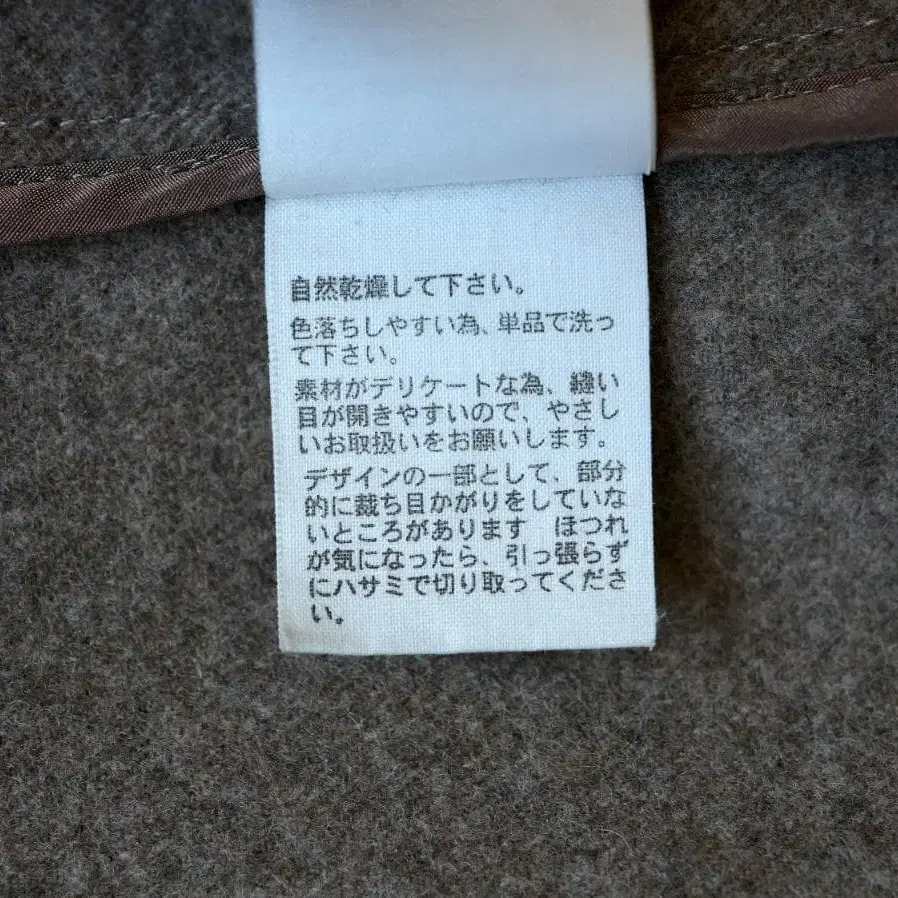 自然乾燥して下さい。
色落ちしやすい為、単品で洗っ
て下さい。
素材がデリケートな為、縫い
目が開きやすいので、やさし
いお取扱いをお願いします。
デザインの一部として、部分
的に裁ち目かがりをしていな
いところがあります　ほつれ
が気になったら、引っ張らず
にハサミで切り取ってくださ
い。